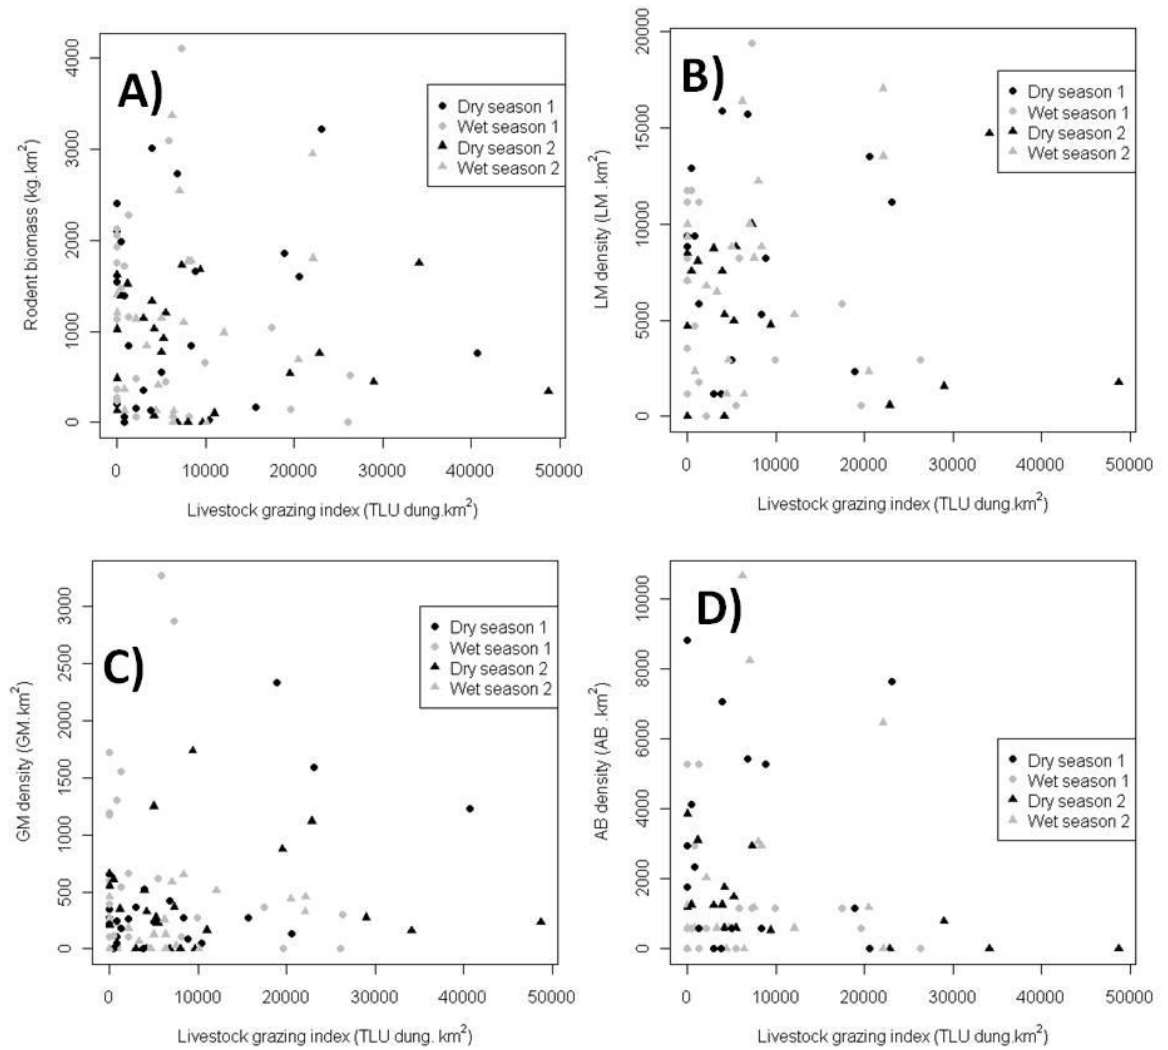 A)
Rodent biomass (kg.km²)
4000
3000
2000
1000
0
Dry season 1
Wet season 1
Dry season 2
Wet season 2
0 10000 20000 30000 40000 50000
Livestock grazing index (TLU dung.km²)
B)
LM density (LM .km²)
20000
15000
10000
5000
0
Dry season 1
Wet season 1
Dry season 2
Wet season 2
0 10000 20000 30000 40000 50000
Livestock grazing index (TLU dung.km²)
C)
GM density (GM.km²)
3000
2500
2000
1500
1000
500
0
Dry season 1
Wet season 1
Dry season 2
Wet season 2
0 10000 20000 30000 40000 50000
Livestock grazing index (TLU dung. km²)
D)
AB density (AB .km²)
10000
8000
6000
4000
2000
0
Dry season 1
Wet season 1
Dry season 2
Wet season 2
0 10000 20000 30000 40000 50000
Livestock grazing index (TLU dung.km²)